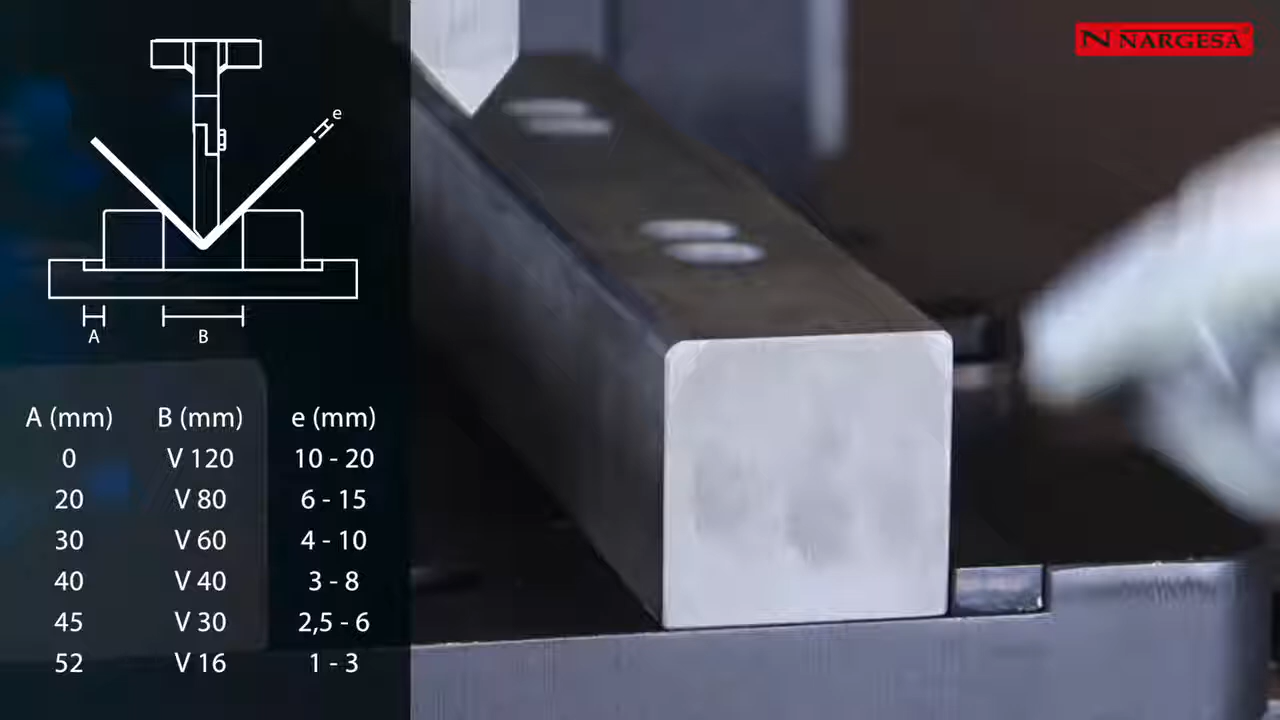 NARGESA
e
A B
A (mm) B (mm) e (mm)
0 V 120 10 - 20
20 V 80 6 - 15
30 V 60 4 - 10
40 V 40 3 - 8
45 V 30 2,5 - 6
52 V 16 1 - 3